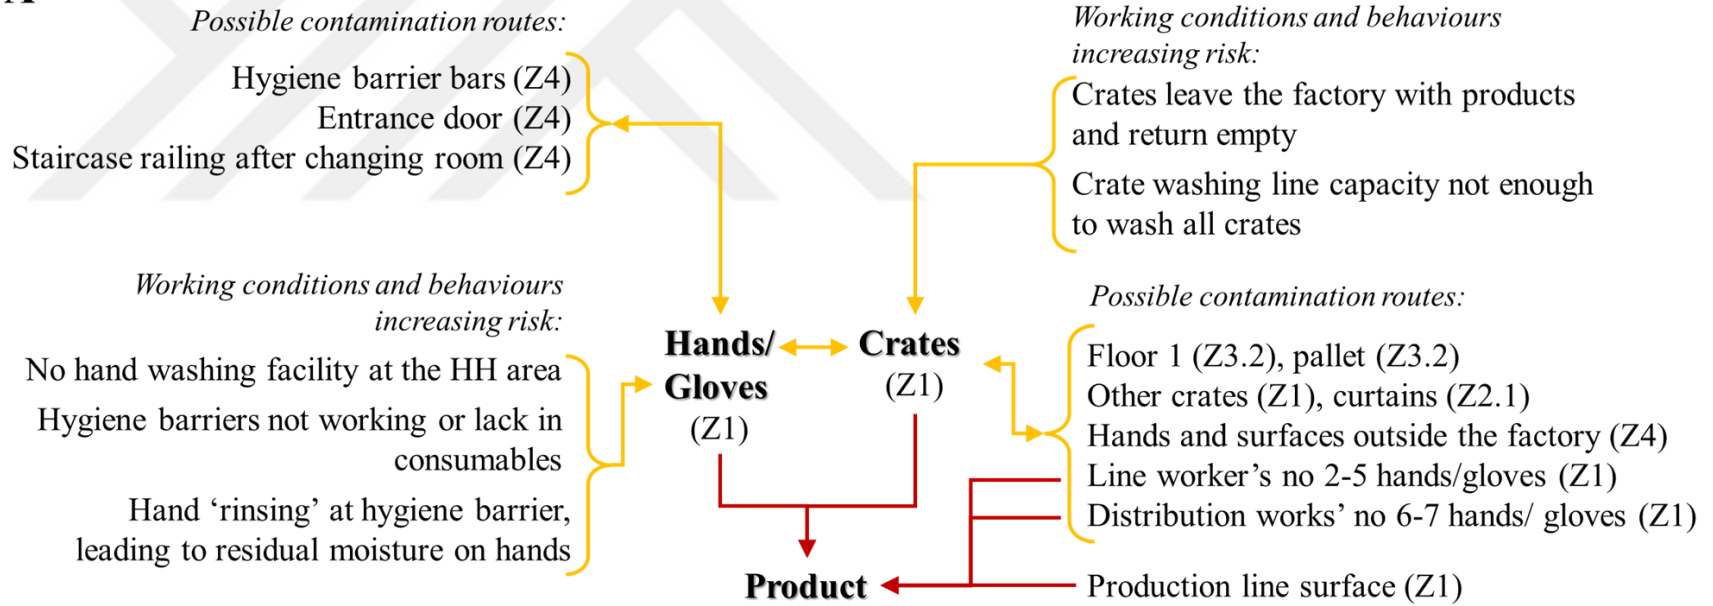 Possible contamination routes:
Hygiene barrier bars (Z4)
Entrance door (Z4)
Staircase railing after changing room (Z4)
Working conditions and behaviours
increasing risk:
Crates leave the factory with products
and return empty
Crate washing line capacity not enough
to wash all crates
Working conditions and behaviours
increasing risk:
No hand washing facility at the HH area
Hygiene barriers not working or lack in
consumables
Hand ‘rinsing’ at hygiene barrier,
leading to residual moisture on hands
Hands/
Gloves
(Z1)
Crates
(Z1)
Possible contamination routes:
Floor 1 (Z3.2), pallet (Z3.2)
Other crates (Z1), curtains (Z2.1)
Hands and surfaces outside the factory (Z4)
Line worker’s no 2-5 hands/gloves (Z1)
Distribution works’ no 6-7 hands/ gloves (Z1)
Production line surface (Z1)
Product